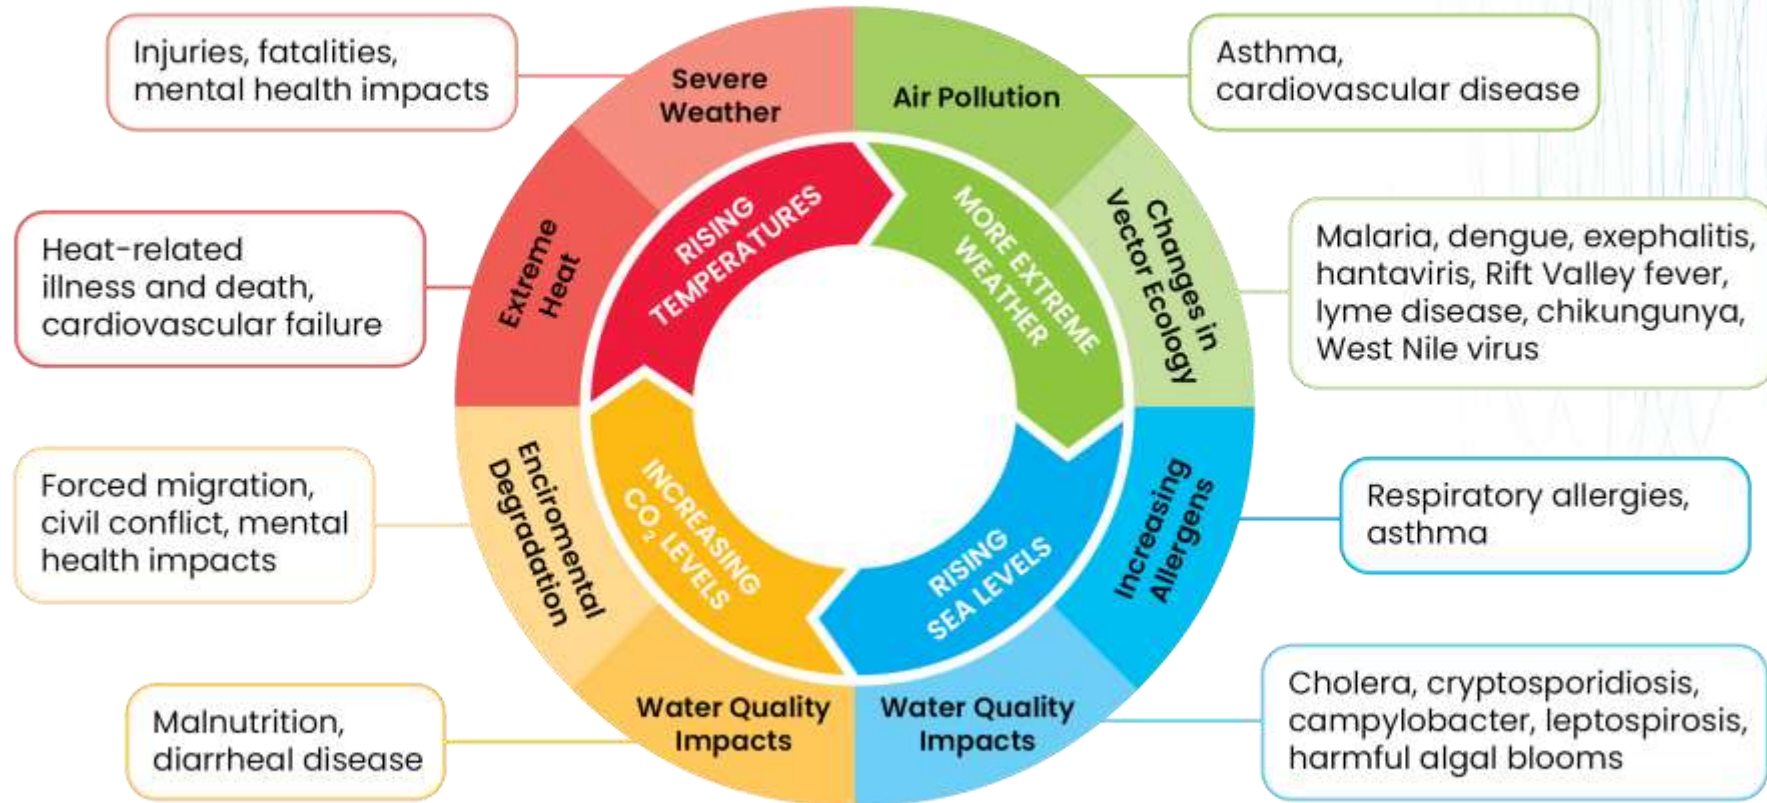 Injuries, fatalities,
mental health impacts
Severe
Weather
Air Pollution
Asthma,
cardiovascular disease
Heat-related
illness and death,
cardiovascular failure
Extreme
Heat
RISING
TEMPERATURES
MORE EXTREME
WEATHER
Changes in
Vector Ecology
Malaria, dengue, exephalitis,
hantaviris, Rift Valley fever,
lyme disease, chikungunya,
West Nile virus
Forced migration,
civil conflict, mental
health impacts
Enciromental
Degradation
INCREASING
CO₂ LEVELS
RISING
SEA LEVELS
Increasing
Allergens
Respiratory allergies,
asthma
Malnutrition,
diarrheal disease
Water Quality
Impacts
Water Quality
Impacts
Cholera, cryptosporidiosis,
campylobacter, leptospirosis,
harmful algal blooms